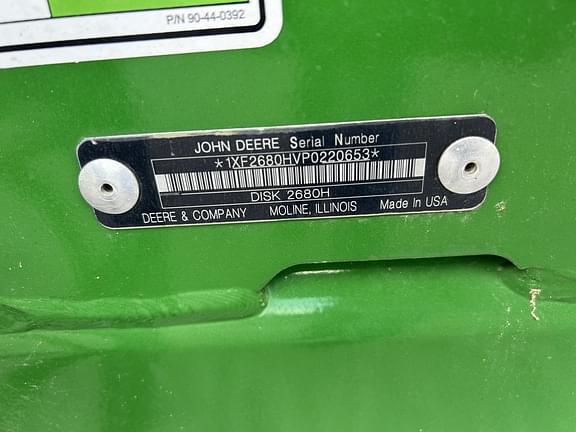 P/N 90-44-0392
JOHN DEERE Serial Number
*1XF2680HVP0220653*
DISK 2680H
DEERE & COMPANY MOLINE, ILLINOIS Made In USA